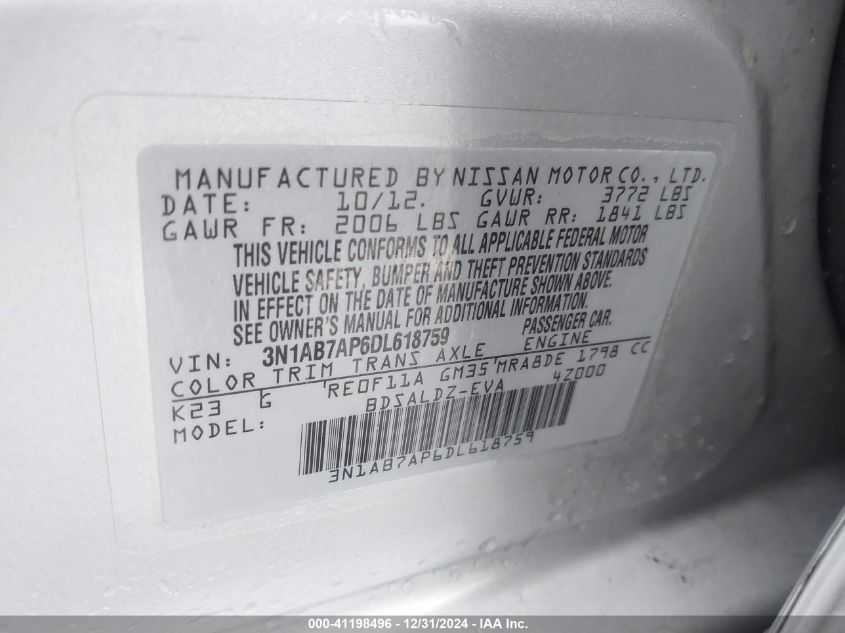 MANUFACTURED BY NISSAN MOTOR CO., LTD.
DATE: 10/12. GVWR: 3772 LBS
GAWR FR: 2006 LBS GAWR RR: 1841 LBS
THIS VEHICLE CONFORMS TO ALL APPLICABLE FEDERAL MOTOR
VEHICLE SAFETY, BUMPER AND THEFT PREVENTION STANDARDS
IN EFFECT ON THE DATE OF MANUFACTURE SHOWN ABOVE.
SEE OWNER'S MANUAL FOR ADDITIONAL INFORMATION.
VIN: 3N1AB7AP6DL618759 PASSENGER CAR.
COLOR TRIM TRANS AXLE ENGINE
K23 G RE0F11A GM35 MRA8DE 1798 CC
MODEL: BDSALDZ-EVA 4Z000
3N1AB7AP6DL618759
000-41198496 - 12/31/2024 - IAA Inc.